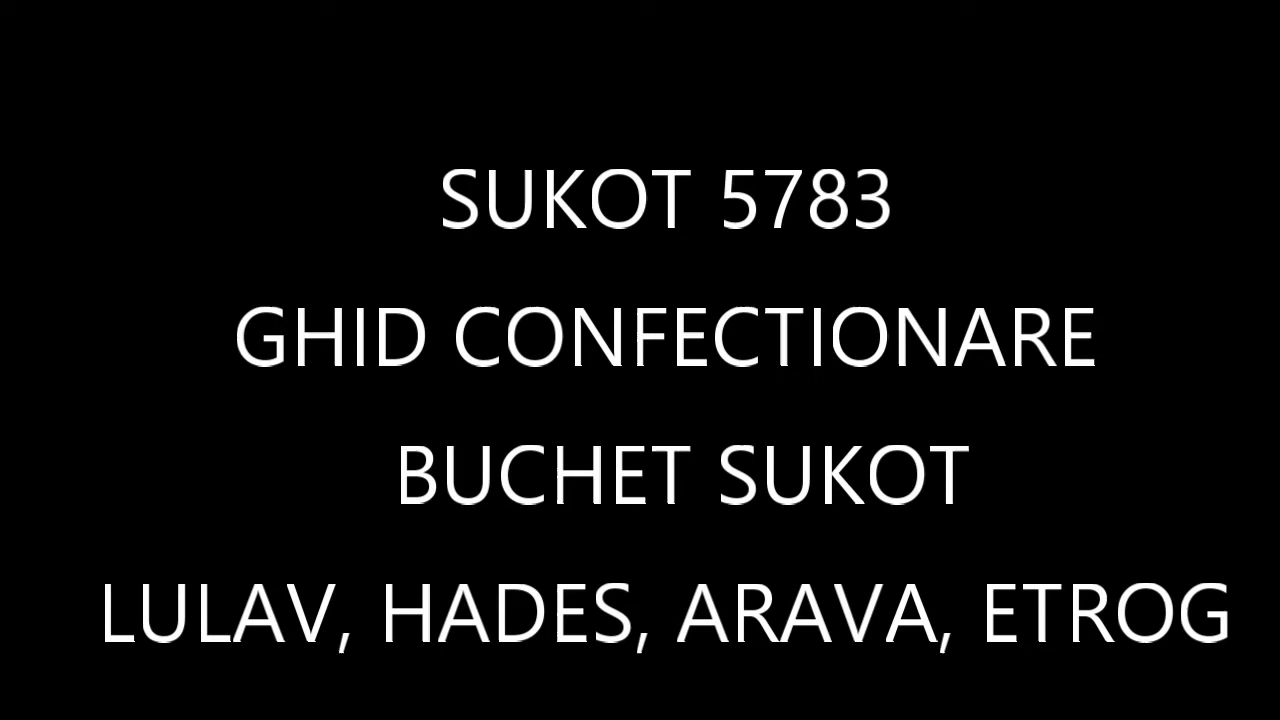 SUKOT 5783
GHID CONFECTIONARE
BUCHET SUKOT
LULAV, HADES, ARAVA, ETROG